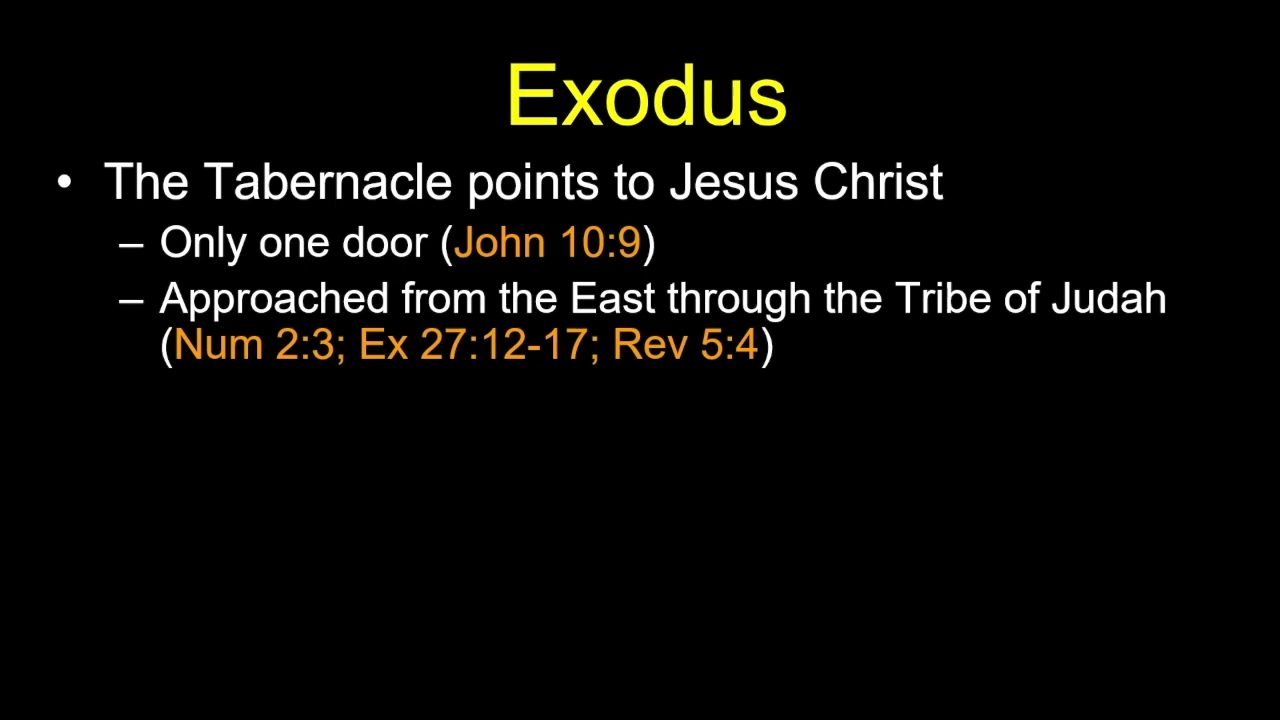 Exodus
• The Tabernacle points to Jesus Christ
– Only one door (John 10:9)
– Approached from the East through the Tribe of Judah
(Num 2:3; Ex 27:12-17; Rev 5:4)